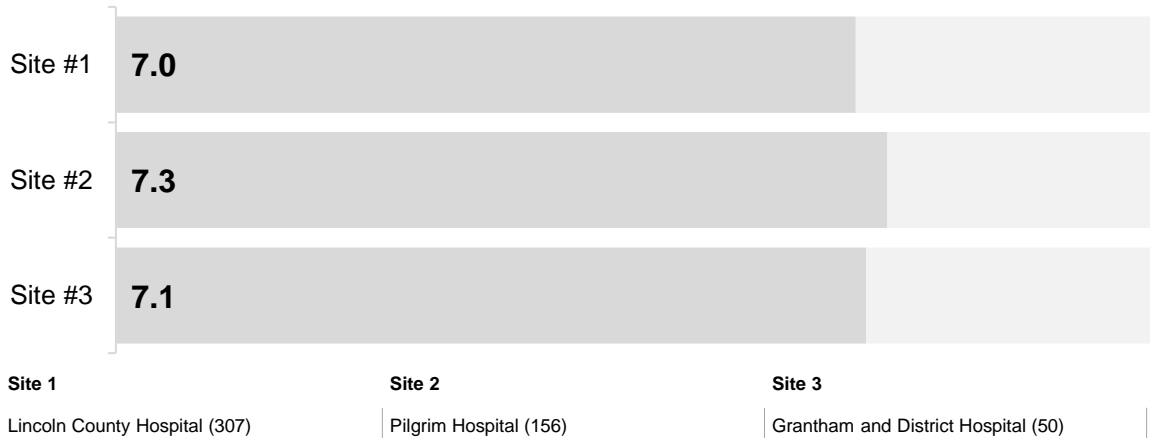 Site #1 7.0
Site #2 7.3
Site #3 7.1
Site 1 Site 2 Site 3
Lincoln County Hospital (307) Pilgrim Hospital (156) Grantham and District Hospital (50)